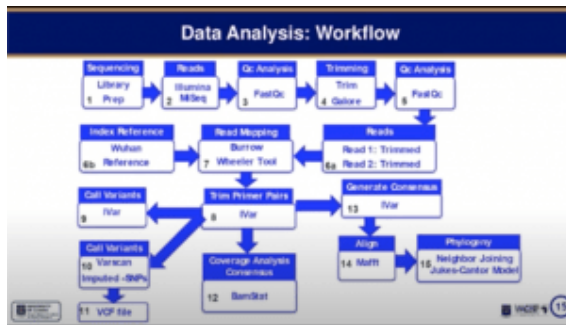 Data Analysis: Workflow
Sequencing
Library
1 Prep
Reads
Illumina
2 MiSeq
Qc Analysis
3 FastQc
Trimming
Trim
4 Galore
Qc Analysis
5 FastQc
Index Reference
Wuhan
6b Reference
Read Mapping
Burrow
7 Wheeler Tool
Reads
Read 1: Trimmed
6a Read 2: Trimmed
Call Variants
9 IVar
Trim Primer Pairs
8 IVar
Generate Consensus
13 IVar
Call Variants
10 Varscan
Imputed -SNPs
11 VCF file
Coverage Analysis
Consensus
12 BamStat
Align
14 Mafft
Phylogeny
15 Neighbor Joining
Jukes-Cantor Model
15